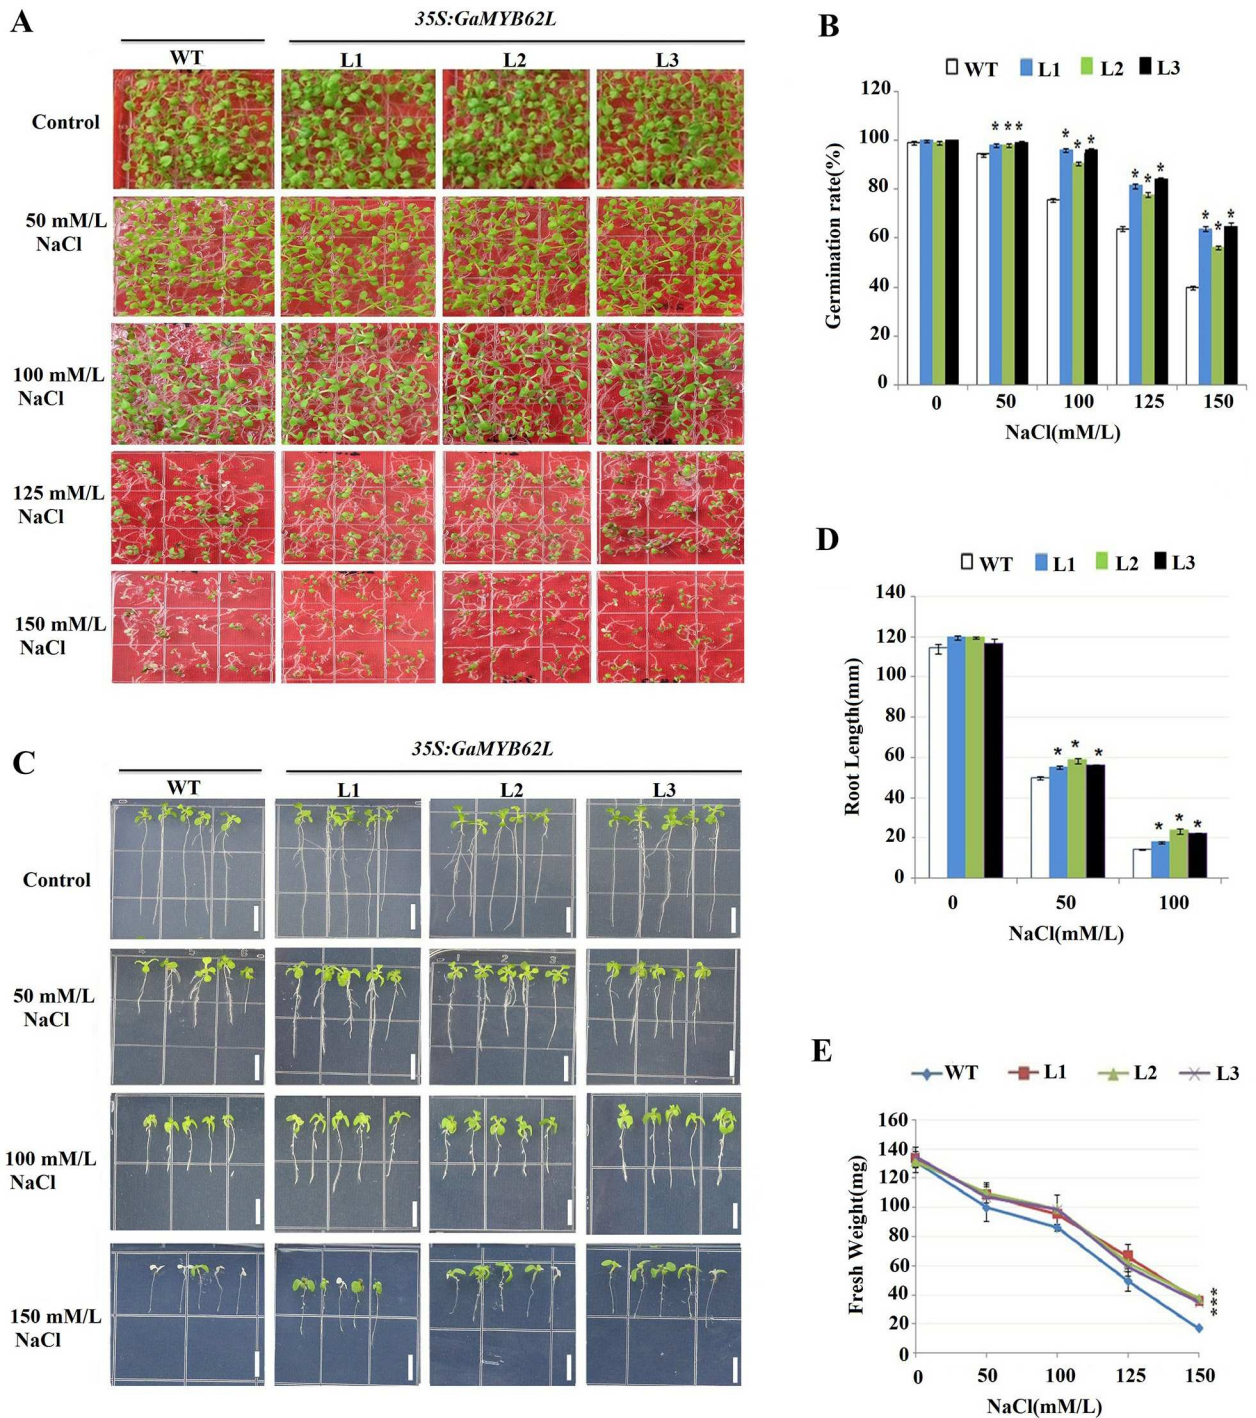 A
35S:GaMYB62L
WT L1 L2 L3
Control
50 mM/L
NaCl
100 mM/L
NaCl
125 mM/L
NaCl
150 mM/L
NaCl
B
WT L1 L2 L3
Germination rate(%)
120
100
80
60
40
20
0
* * *
* * *
* * *
* * *
0 50 100 125 150
NaCl(mM/L)
C
35S:GaMYB62L
WT L1 L2 L3
Control
50 mM/L
NaCl
100 mM/L
NaCl
150 mM/L
NaCl
1 2 3
D
WT L1 L2 L3
Root Length(mm)
140
120
100
80
60
40
20
0
* * *
* * *
0 50 100
NaCl(mM/L)
E
WT L1 L2 L3
Fresh Weight(mg)
160
140
120
100
80
60
40
20
0
***
0 50 100 125 150
NaCl(mM/L)